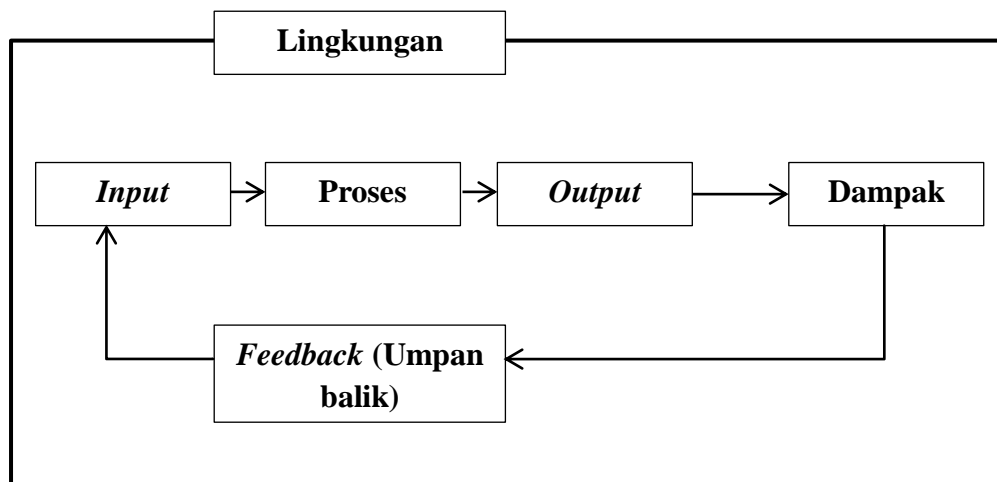 Lingkungan
Input
Proses
Output
Dampak
Feedback (Umpan
balik)